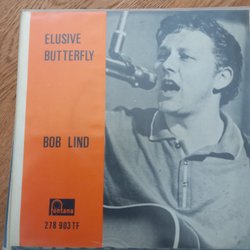 ELUSIVE
BUTTERFLY
BOB LIND
Fontana
278 903 TF